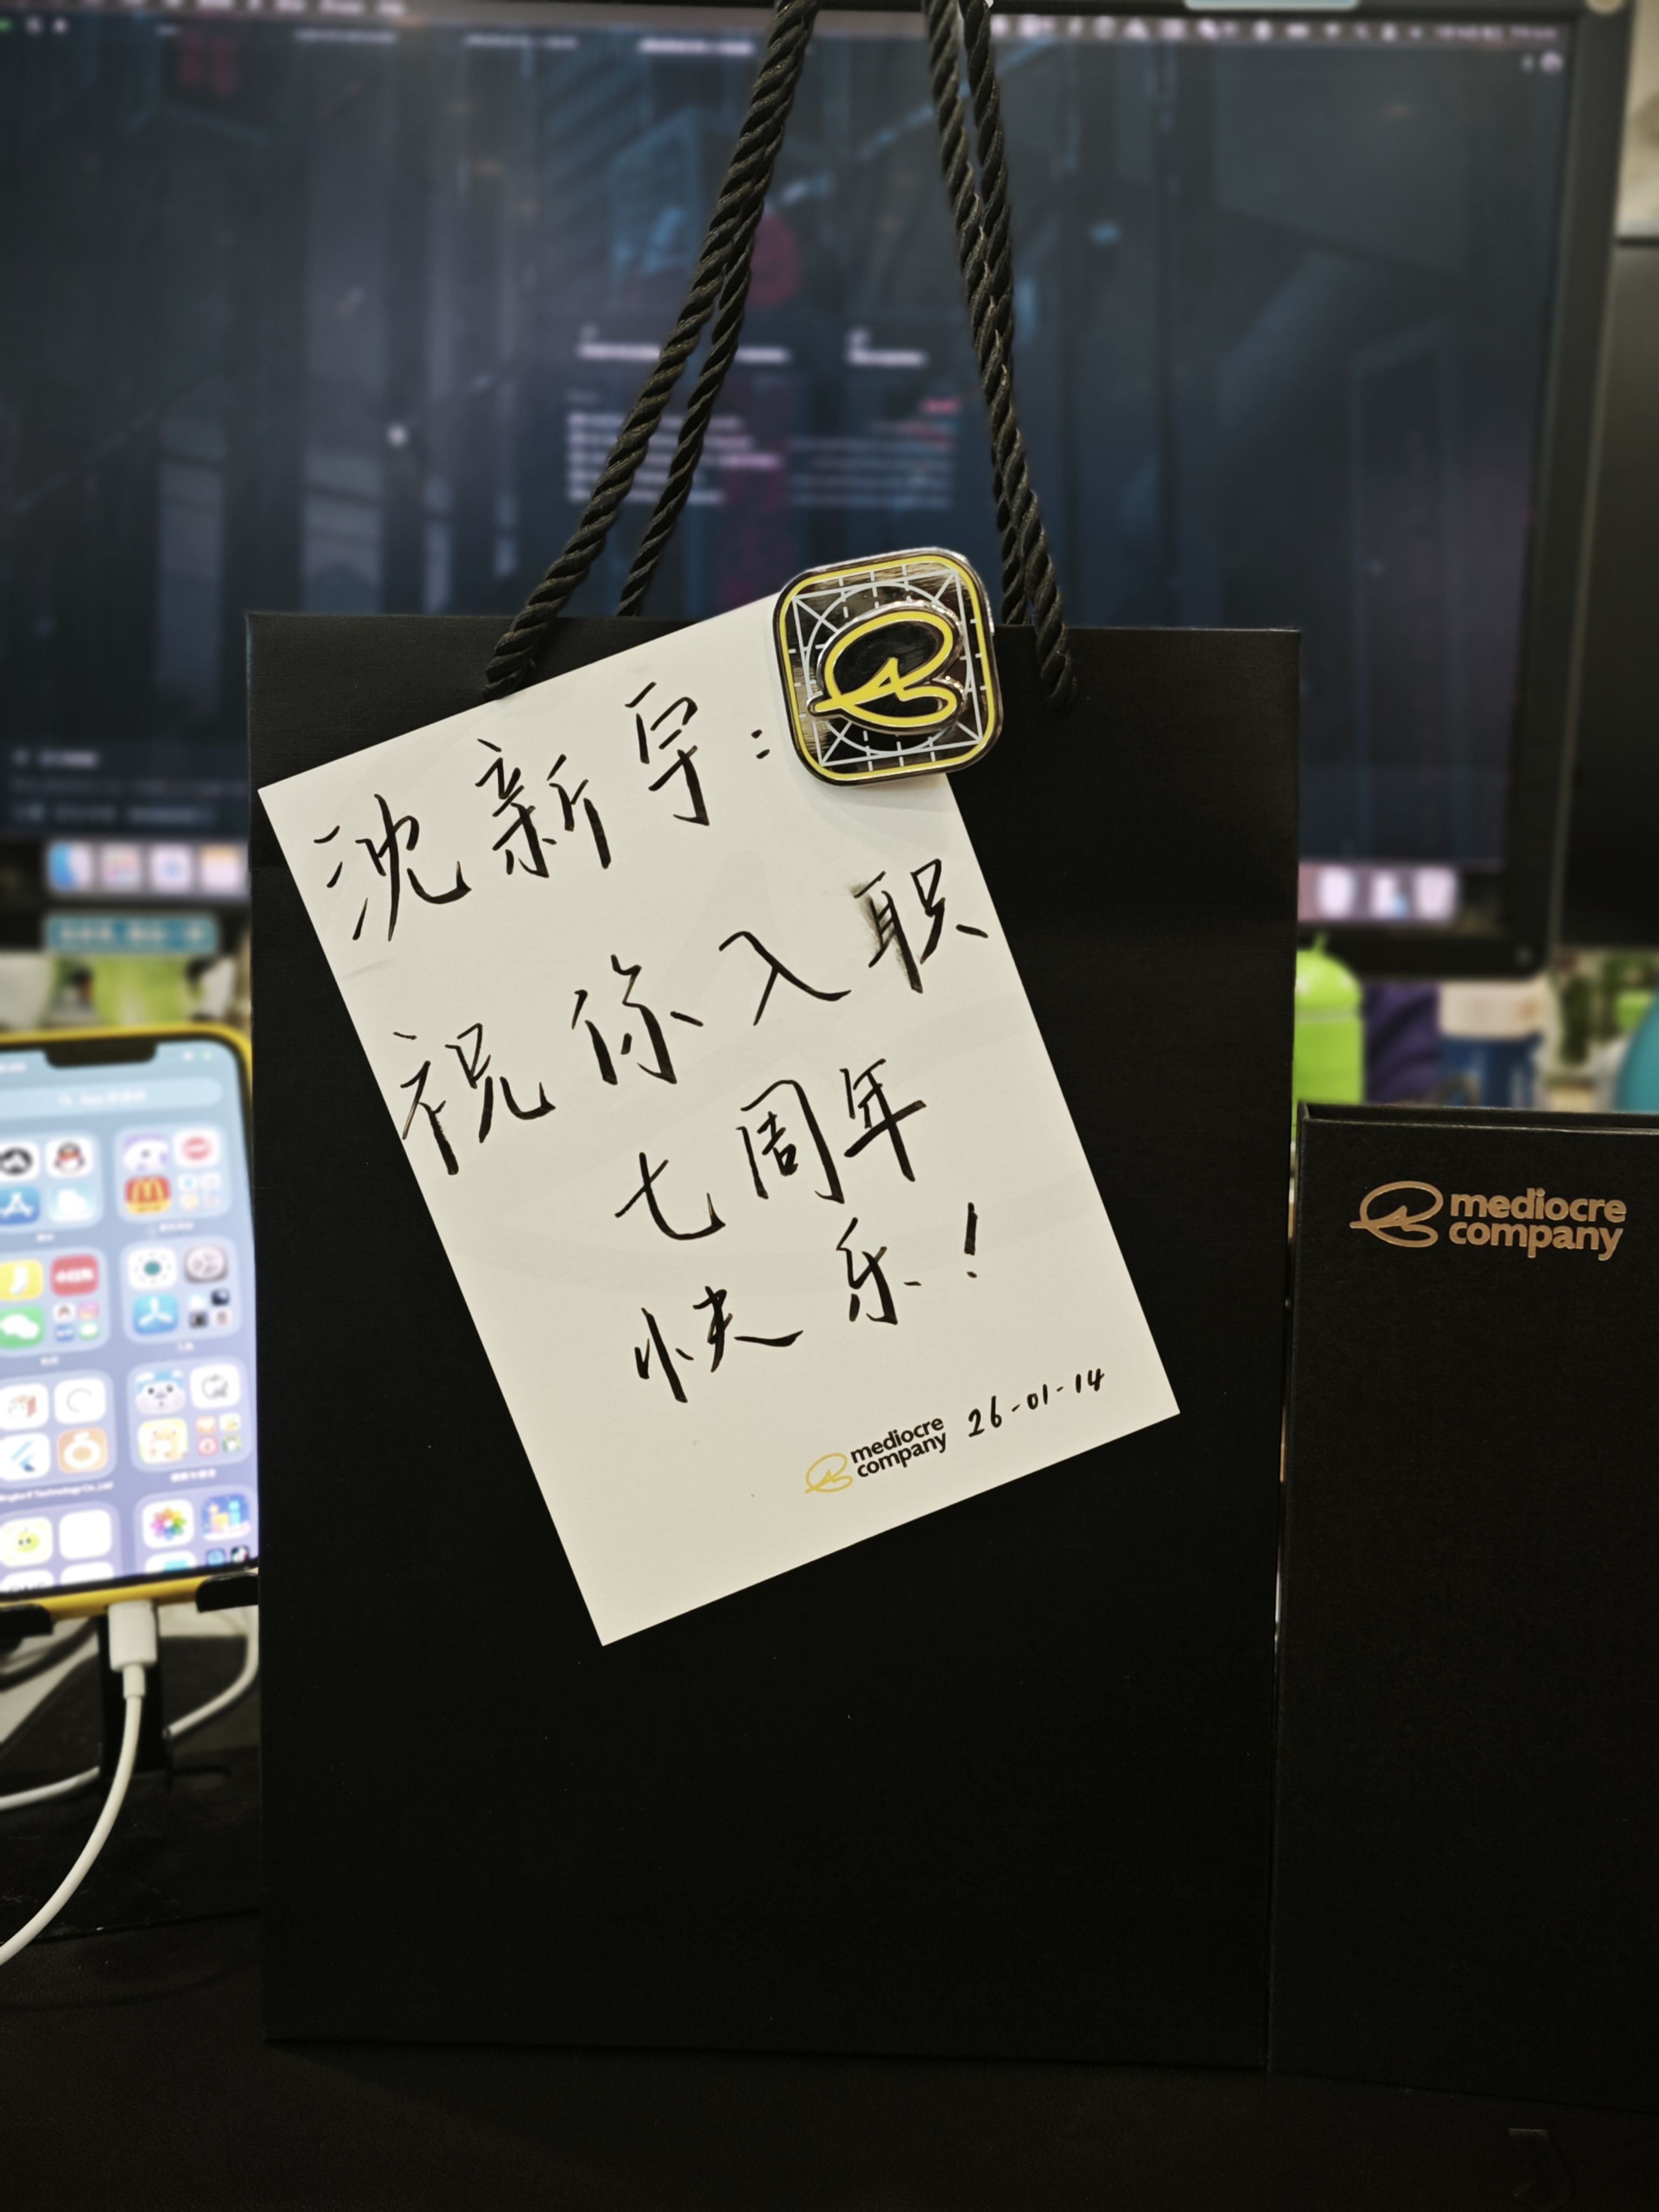 沈新宇:
祝你入职
七周年
快乐!
mediocre
company
26-01-14
mediocre
company